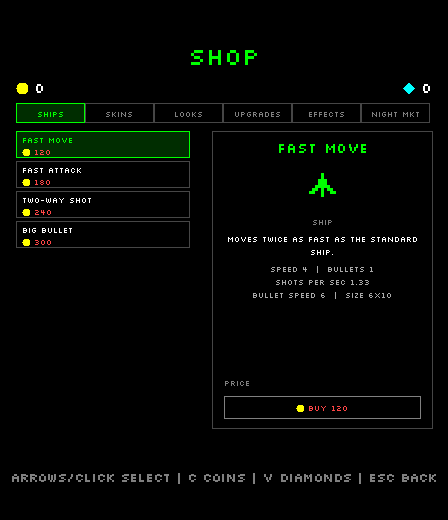 SHOP
0
0
SHIPS
SKINS
LOOKS
UPGRADES
EFFECTS
NIGHT MKT
FAST MOVE
120
FAST ATTACK
180
TWO-WAY SHOT
240
BIG BULLET
300
FAST MOVE
SHIP
MOVES TWICE AS FAST AS THE STANDARD
SHIP.
SPEED 4 | BULLETS 1
SHOTS PER SEC 1.33
BULLET SPEED 6 | SIZE 6X10
PRICE
BUY 120
ARROWS/CLICK SELECT | C COINS | V DIAMONDS | ESC BACK